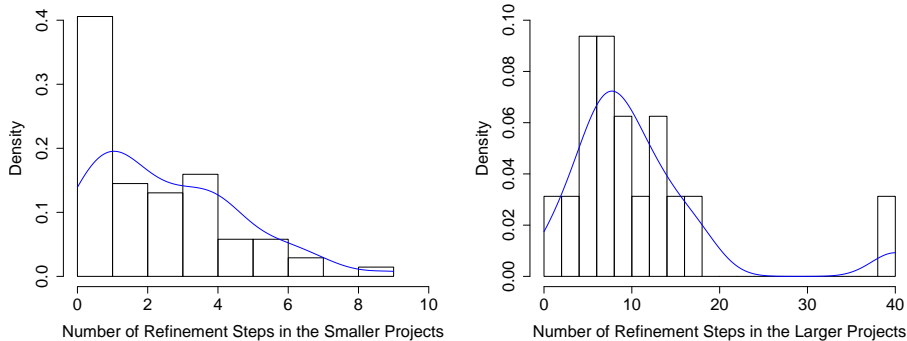 Density
0.0 0.1 0.2 0.3 0.4
0 2 4 6 8 10
Number of Refinement Steps in the Smaller Projects
Density
0.00 0.02 0.04 0.06 0.08 0.10
0 10 20 30 40
Number of Refinement Steps in the Larger Projects